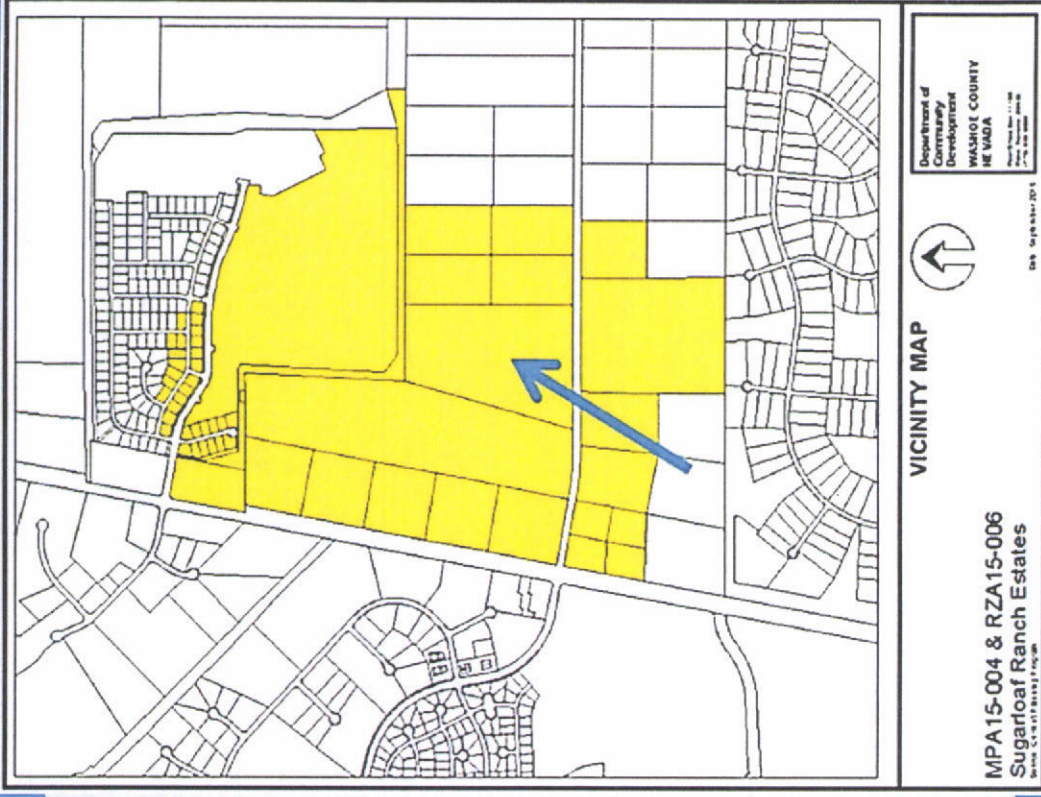 VICINITY MAP
MPA15-004 & RZA15-006
Sugarloaf Ranch Estates
Department of
Community
Development
WASHOE COUNTY
NEVADA